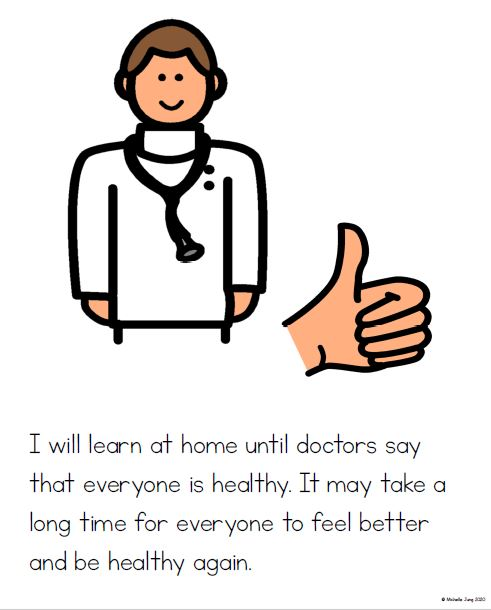 I will learn at home until doctors say
that everyone is healthy. It may take a
long time for everyone to feel better
and be healthy again.
© Michelle Jung 2020